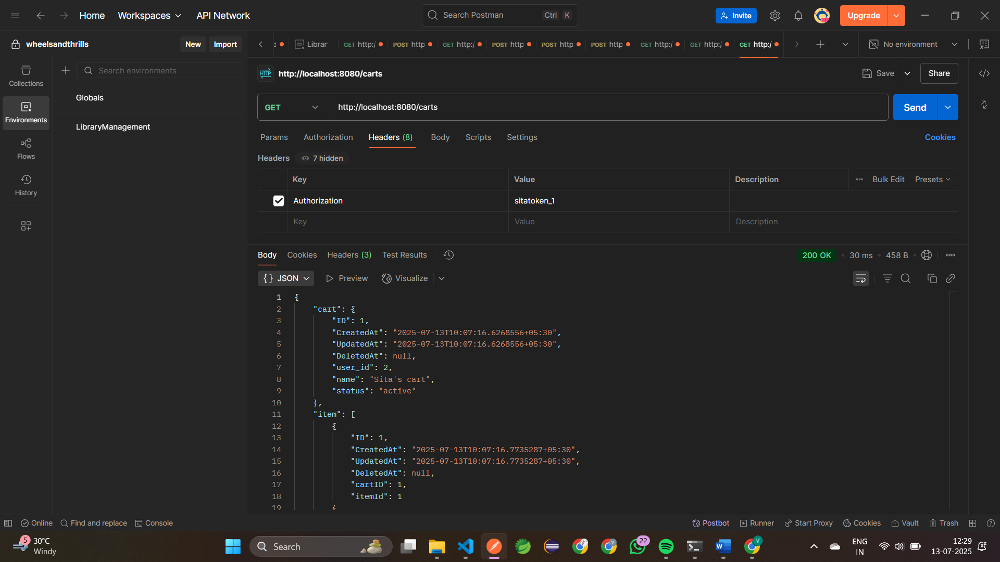 Home Workspaces API Network Search Postman Ctrl K Invite Upgrade
wheelsandthrills New Import Librar GET http:/ POST http GET http:/ POST http POST http POST http GET http:/ GET http:/ GET http:/ No environment
Collections
Environments
Flows
History
Search environments
Globals
LibraryManagement
HTTP http://localhost:8080/carts Save Share
GET http://localhost:8080/carts Send
Params Authorization Headers (8) Body Scripts Settings Cookies
Headers 7 hidden
Key Value Description Bulk Edit Presets
Authorization sitatoken_1
Key Value Description
Body Cookies Headers (3) Test Results 200 OK 30 ms 458 B
{} JSON Preview Visualize
1 {
2 "cart": {
3 "ID": 1,
4 "CreatedAt": "2025-07-13T10:07:16.6268556+05:30",
5 "UpdatedAt": "2025-07-13T10:07:16.6268556+05:30",
6 "DeletedAt": null,
7 "user_id": 2,
8 "name": "Sita's cart",
9 "status": "active"
10 },
11 "item": [
12 {
13 "ID": 1,
14 "CreatedAt": "2025-07-13T10:07:16.7735287+05:30",
15 "UpdatedAt": "2025-07-13T10:07:16.7735287+05:30",
16 "DeletedAt": null,
17 "cartID": 1,
18 "itemId": 1
19 }
Online Find and replace Console Postbot Runner Start Proxy Cookies Vault Trash
5 30°C
Windy
Search
22
V
ENG
IN
12:29
13-07-2025